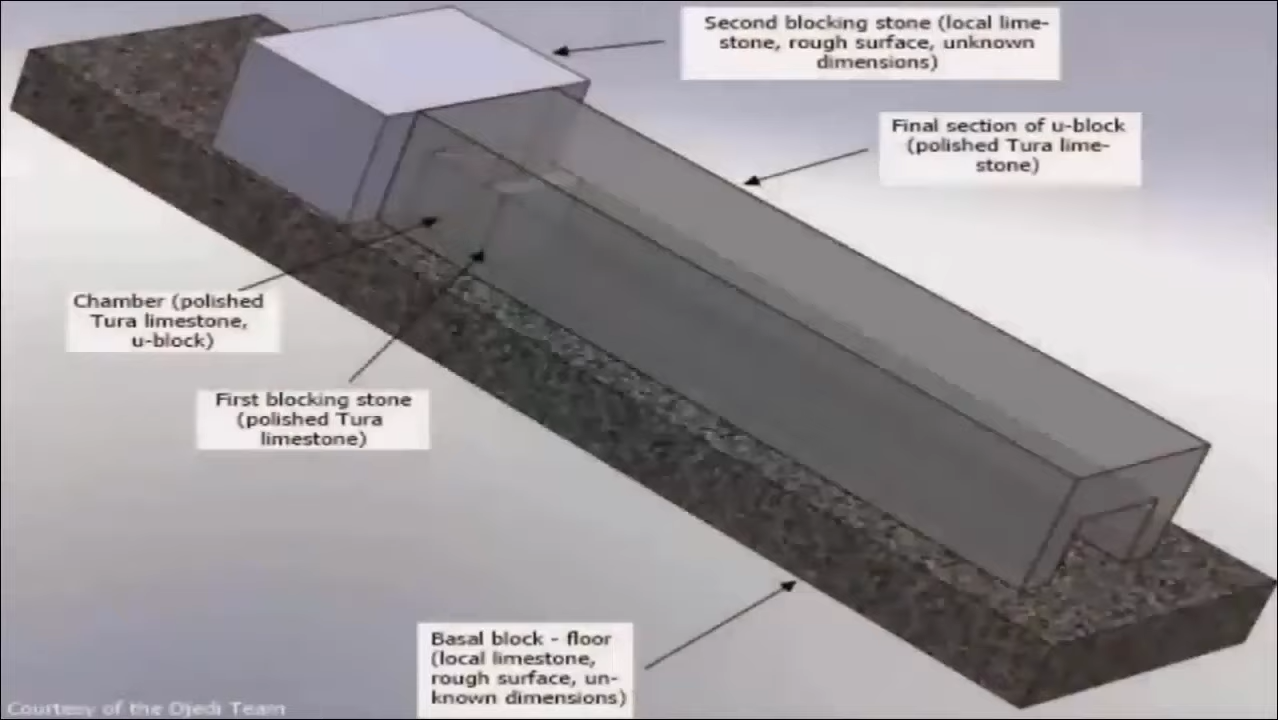 Second blocking stone (local lime-
stone, rough surface, unknown
dimensions)
Final section of u-block
(polished Tura lime-
stone)
Chamber (polished
Tura limestone,
u-block)
First blocking stone
(polished Tura
limestone)
Basal block - floor
(local limestone,
rough surface, un-
known dimensions)
Courtesy of the Djedi Team